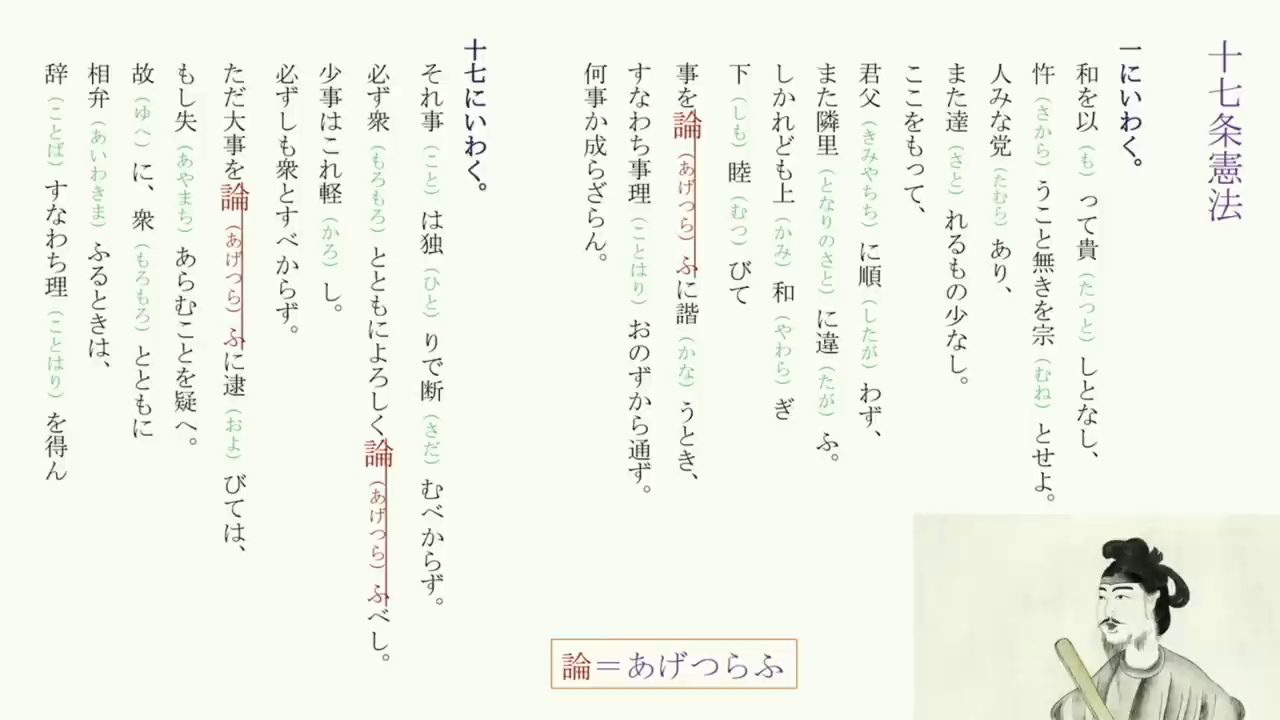 十七条憲法
一にいわく。
和を以（も）って貴（たつと）しとなし、
忤（さから）うこと無きを宗（むね）とせよ。
人みな党（たむら）あり、
また達（さと）れるもの少なし。
ここをもって、
君父（きみやちち）に順（したが）わず、
また隣里（となりのさと）に違（たが）ふ。
しかれども上（かみ）和（やわら）ぎ
下（しも）睦（むつ）びて
事を論（あげつら）ふに諧（かな）うとき、
すなわち事理（ことはり）おのずから通ず。
何事か成らざらん。
十七にいわく。
それ事（こと）は独（ひと）りで断（さだ）むべからず。
必ず衆（もろもろ）とともによろしく論（あげつら）ふべし。
少事はこれ軽（かろ）し。
必ずしも衆とすべからず。
ただ大事を論（あげつら）ふに逮（およ）びては、
もし失（あやまち）あらむことを疑へ。
故（ゆへ）に、衆（もろもろ）とともに
相弁（あいわきま）ふるときは、
辞（ことば）すなわち理（ことはり）を得ん
論＝あげつらふ